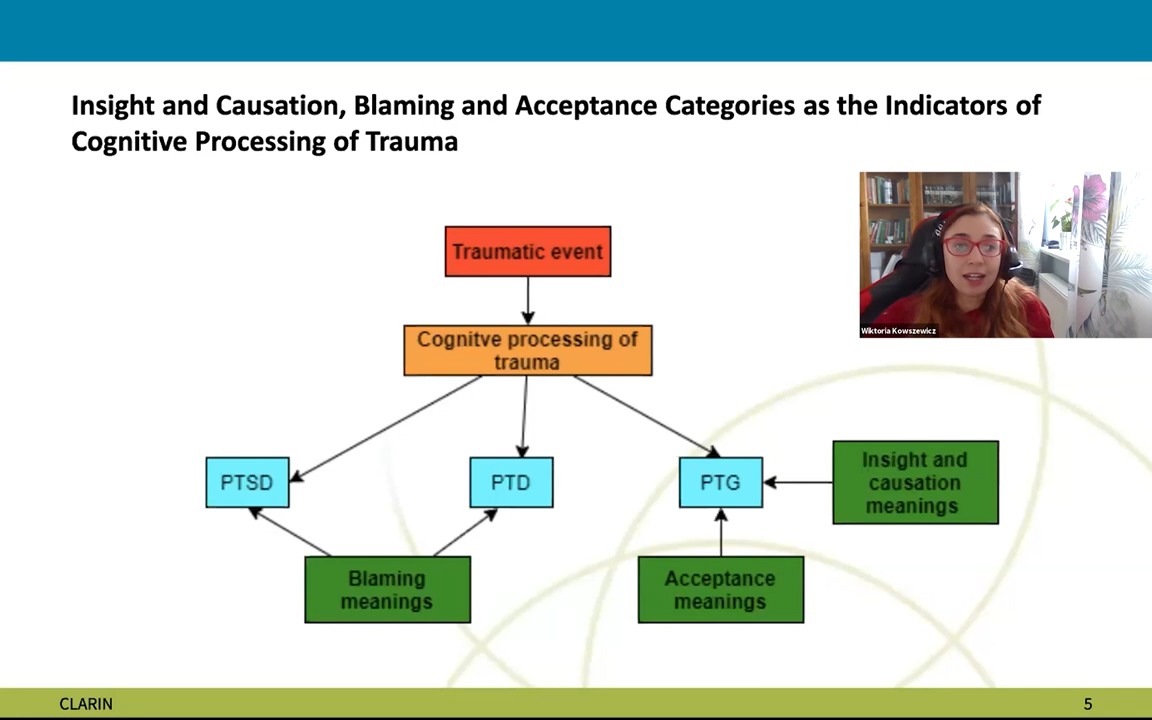 Insight and Causation, Blaming and Acceptance Categories as the Indicators of
Cognitive Processing of Trauma
Wiktoria Kowszewicz
Traumatic event
Cognitve processing of
trauma
PTSD
PTD
PTG
Insight and
causation
meanings
Blaming
meanings
Acceptance
meanings
CLARIN
5